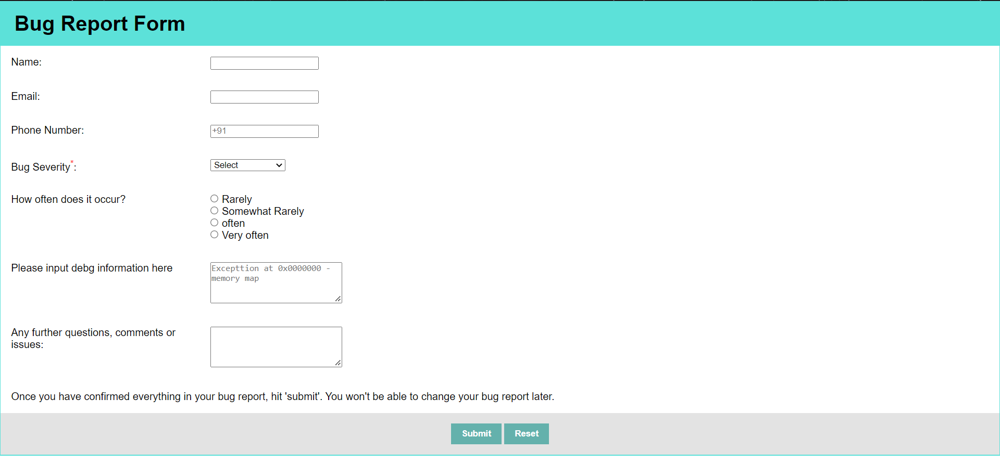 Bug Report Form
Name:
Email:
Phone Number: +91
Bug Severity*: Select
How often does it occur? Rarely
Somewhat Rarely
often
Very often
Please input debg information here
Excepttion at 0x0000000 -
memory map
Any further questions, comments or
issues:
Once you have confirmed everything in your bug report, hit 'submit'. You won't be able to change your bug report later.
Submit Reset